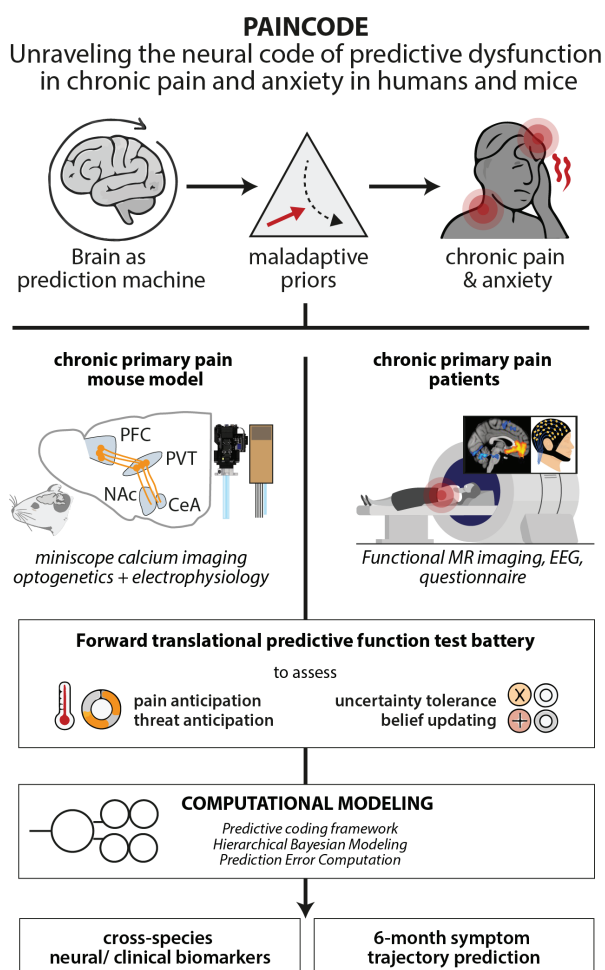 PAINCODE
Unraveling the neural code of predictive dysfunction
in chronic pain and anxiety in humans and mice
Brain as
prediction machine
maladaptive
priors
chronic pain
& anxiety
chronic primary pain
mouse model
PFC
PVT
NAc
CeA
miniscope calcium imaging
optogenetics + electrophysiology
chronic primary pain
patients
Functional MR imaging, EEG,
questionnaire
Forward translational predictive function test battery
to assess
pain anticipation
threat anticipation
uncertainty tolerance
belief updating
COMPUTATIONAL MODELING
Predictive coding framework
Hierarchical Bayesian Modeling
Prediction Error Computation
cross-species
neural/ clinical biomarkers
6-month symptom
trajectory prediction